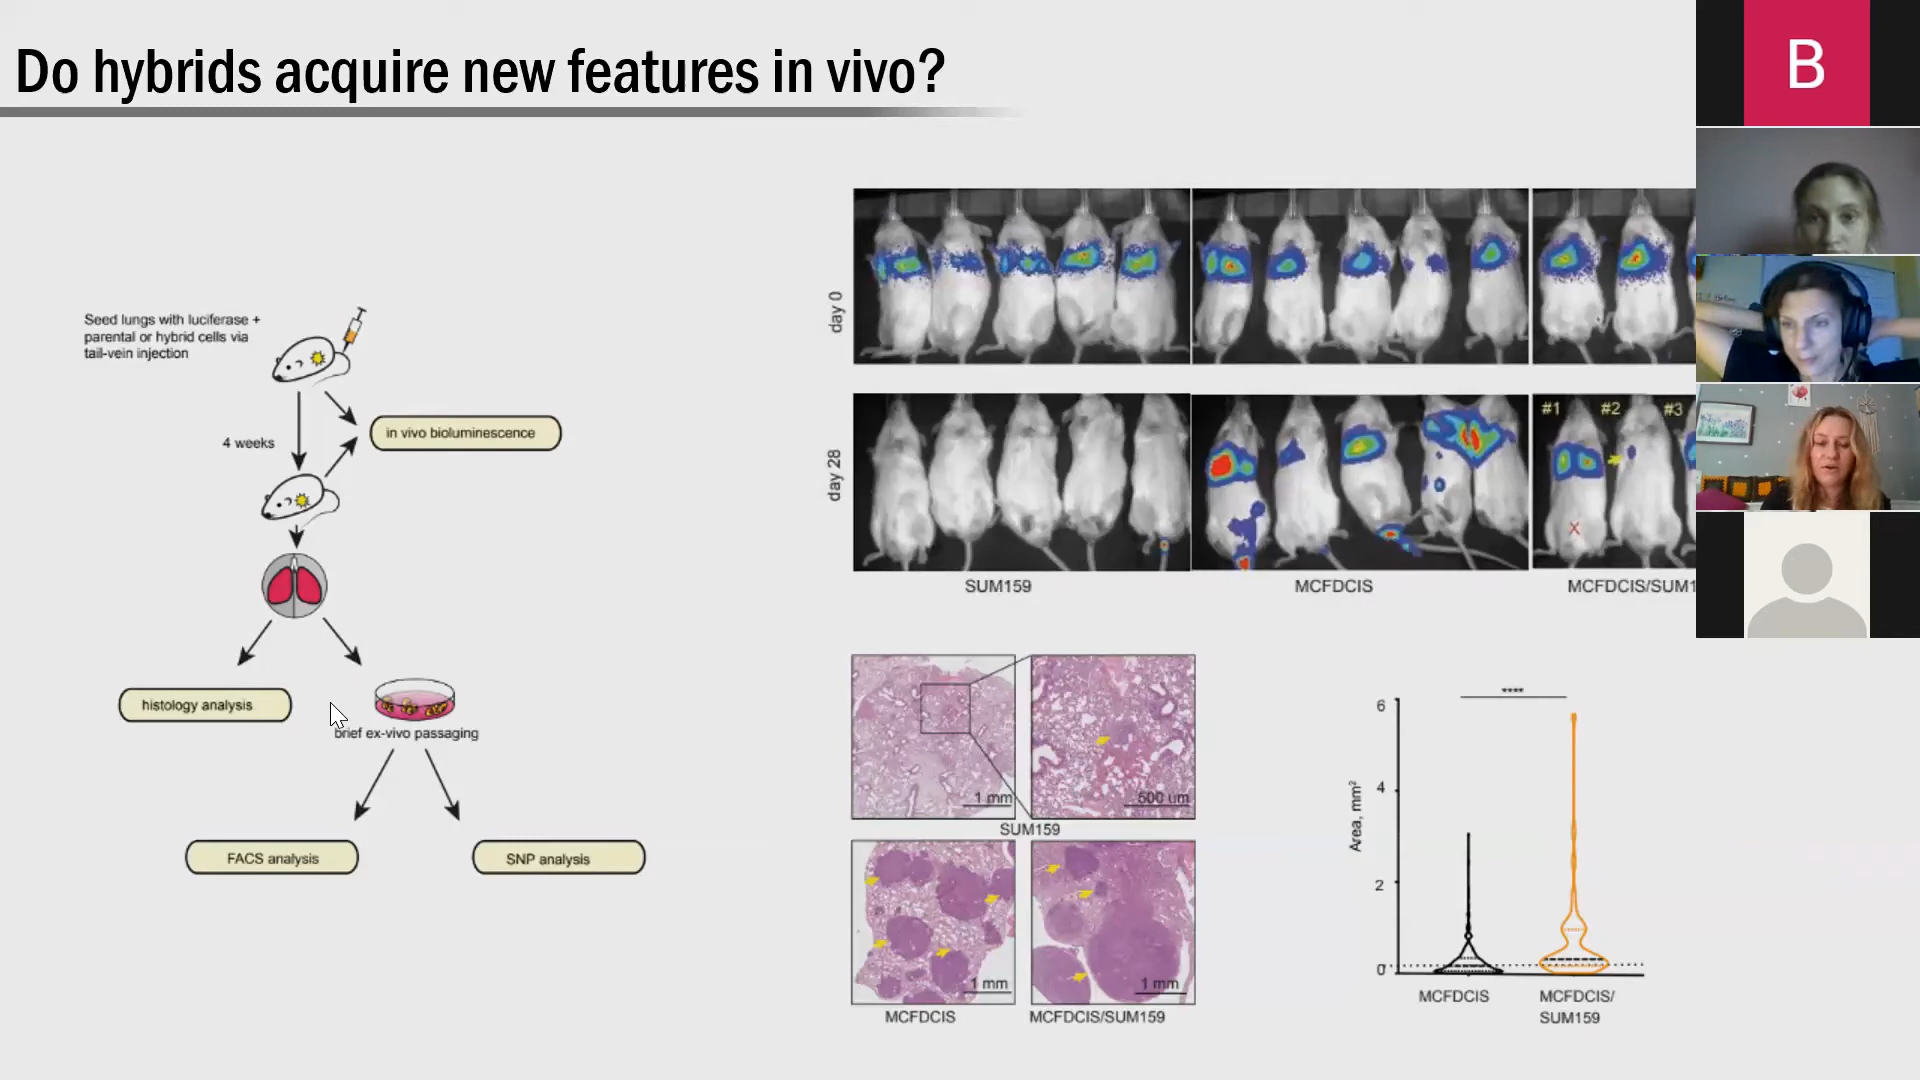 Do hybrids acquire new features in vivo?
B
Seed lungs with luciferase +
parental or hybrid cells via
tail-vein injection
4 weeks
in vivo bioluminescence
histology analysis
brief ex-vivo passaging
FACS analysis
SNP analysis
day 0
day 28
#1 #2 #3
X
SUM159
MCFDCIS
MCFDCIS/SUM1
1 mm
500 um
SUM159
1 mm
1 mm
MCFDCIS
MCFDCIS/SUM159
****
Area, mm²
6
4
2
0
MCFDCIS
MCFDCIS/
SUM159